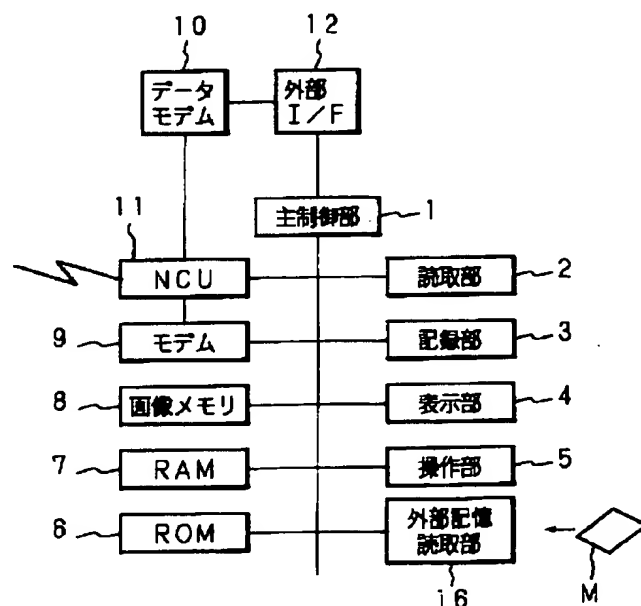 10
12
データ
モデム
外部
I/F
主制御部
1
11
NCU
読取部
2
9
モデム
記録部
3
8
画像メモリ
表示部
4
7
RAM
操作部
5
6
ROM
外部記憶
読取部
16
M